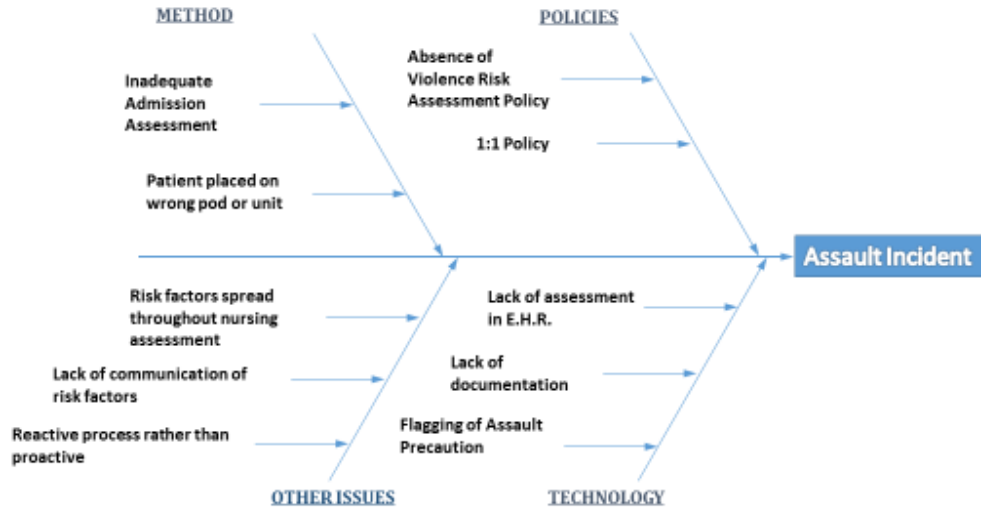 METHOD
POLICIES
Inadequate
Admission
Assessment
Patient placed on
wrong pod or unit
Absence of
Violence Risk
Assessment Policy
1:1 Policy
Assault Incident
Risk factors spread
throughout nursing
assessment
Lack of communication of
risk factors
Reactive process rather than
proactive
Lack of assessment
in E.H.R.
Lack of
documentation
Flagging of Assault
Precaution
OTHER ISSUES
TECHNOLOGY